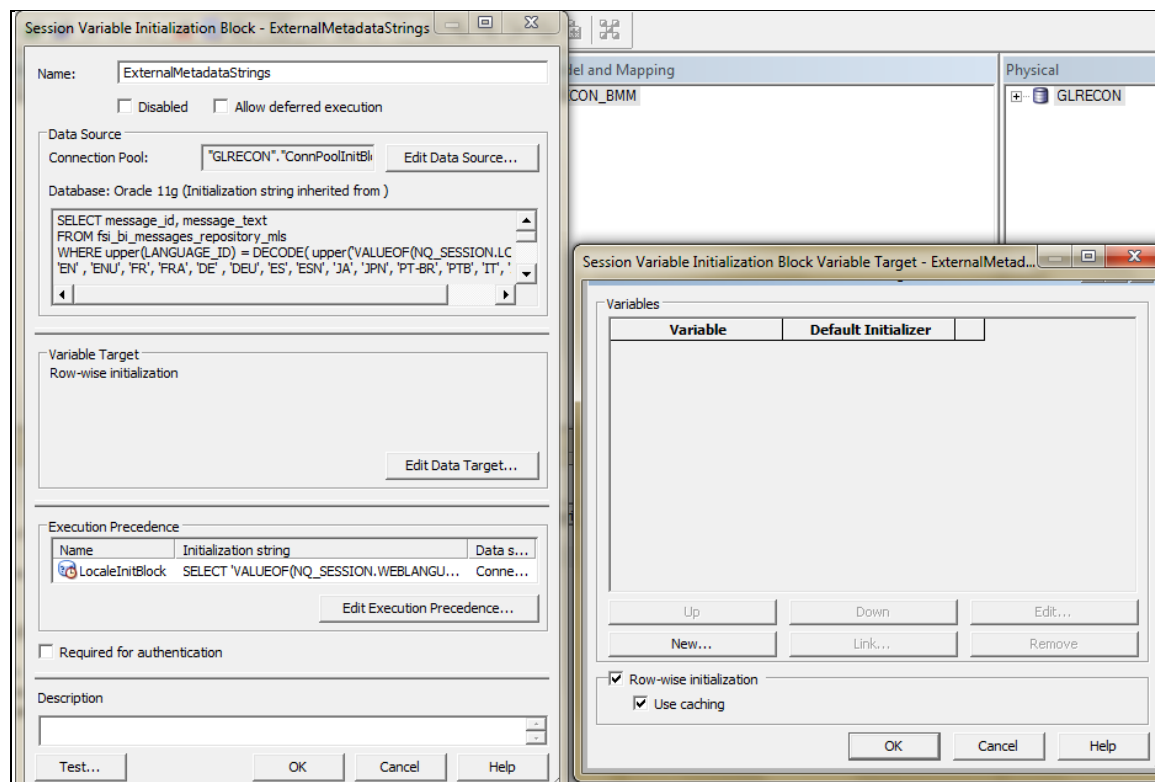 Session Variable Initialization Block - ExternalMetadataStrings
Name: ExternalMetadataStrings
Disabled Allow deferred execution
Data Source
Connection Pool: "GLRECON"."ConnPoolInitBl Edit Data Source...
Database: Oracle 11g (Initialization string inherited from )
SELECT message_id, message_text
FROM fsi_bi_messages_repository_mls
WHERE upper(LANGUAGE_ID) = DECODE( upper('VALUEOF(NQ_SESSION.LC
'EN' , 'ENU', 'FR', 'FRA', 'DE' , 'DEU', 'ES', 'ESN', 'JA', 'JPN', 'PT-BR', 'PTB', 'IT', '
Variable Target
Row-wise initialization
Edit Data Target...
Execution Precedence
Name Initialization string Data s...
LocaleInitBlock SELECT 'VALUEOF(NQ_SESSION.WEBLANGU... Conne...
Edit Execution Precedence...
Required for authentication
Description
Test... OK Cancel Help
del and Mapping
CON_BMM
Physical
GLRECON
Session Variable Initialization Block Variable Target - ExternalMetad...
Variables
Variable Default Initializer
Up Down Edit...
New... Link... Remove
Row-wise initialization
Use caching
OK Cancel Help